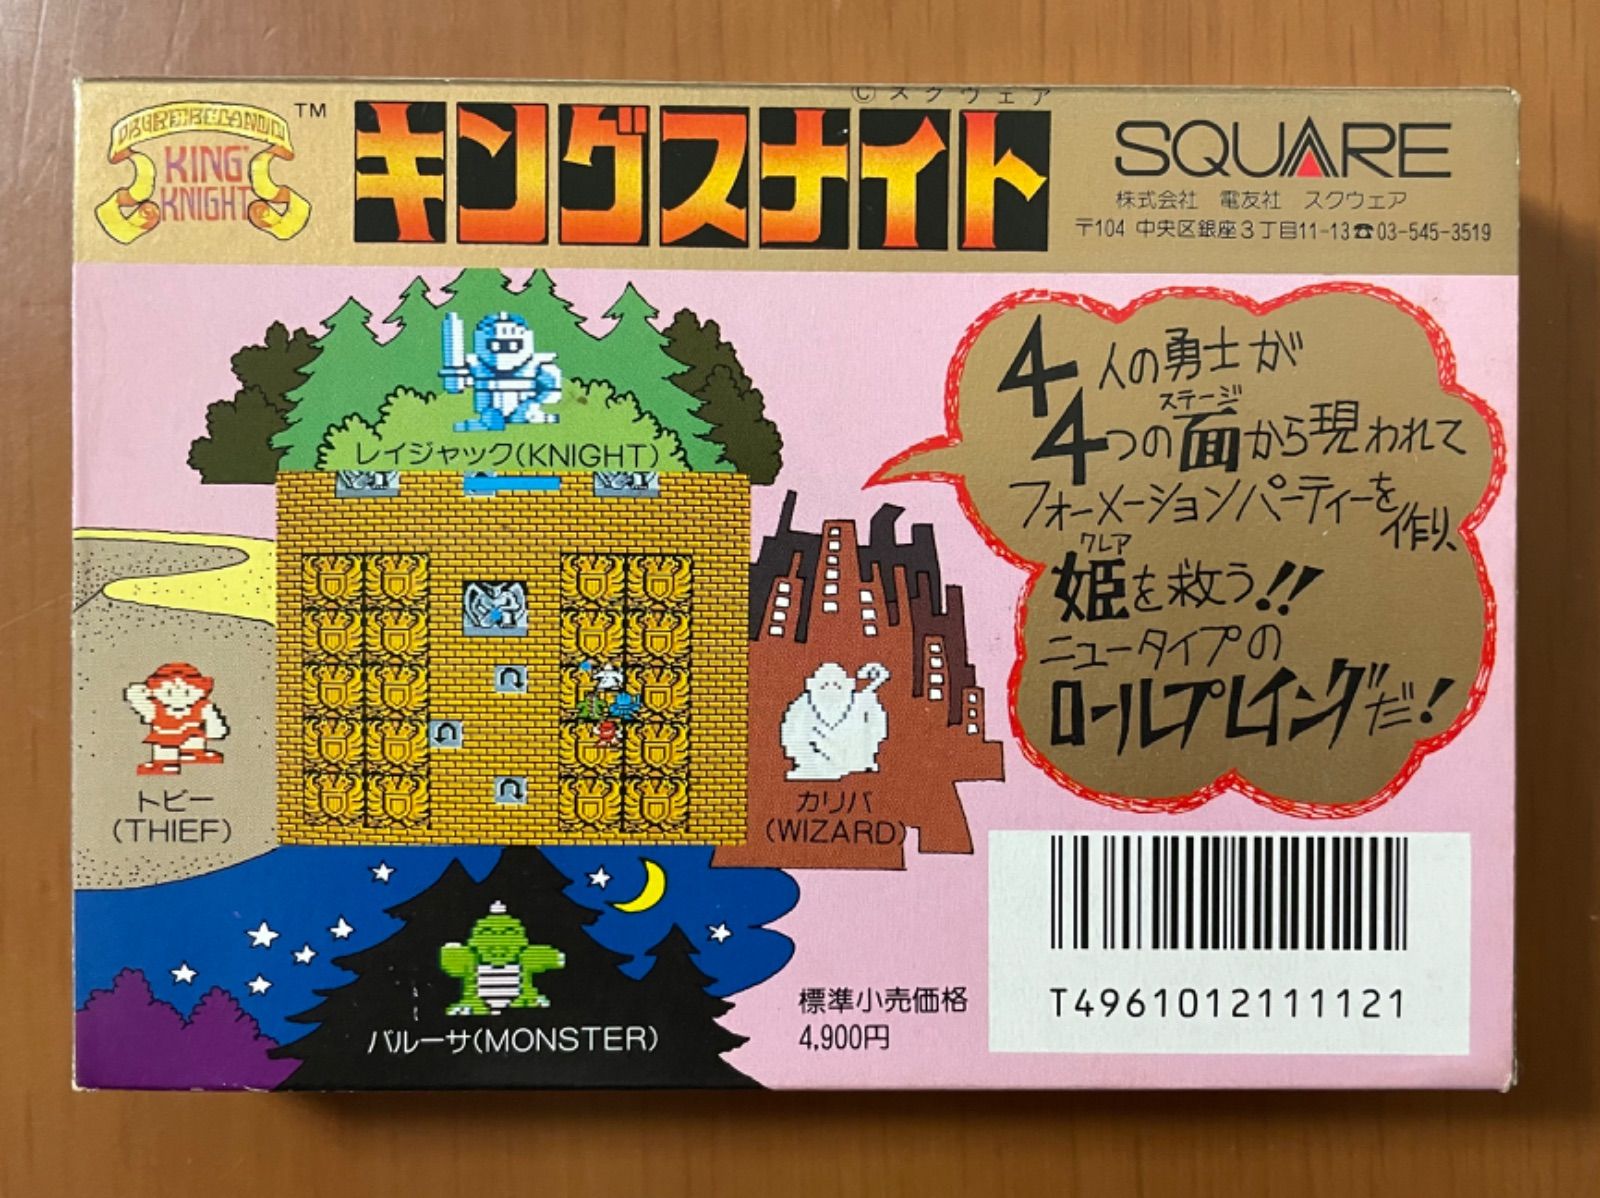 KING'S KNIGHT
TM
© スクウェア
キングスナイト
SQUARE
株式会社 電友社 スクウェア
〒104 中央区銀座3丁目11-13☎03-545-3519
レイジャック(KNIGHT)
トビー
(THIEF)
カリバ
(WIZARD)
バルーサ(MONSTER)
4人の勇士が
ステージ
4つの面から現われて
フォーメーションパーティーを作り、
クレア
姫を救う!!
ニュータイプの
ロールプレイングだ!
標準小売価格
4,900円
T4961012111121